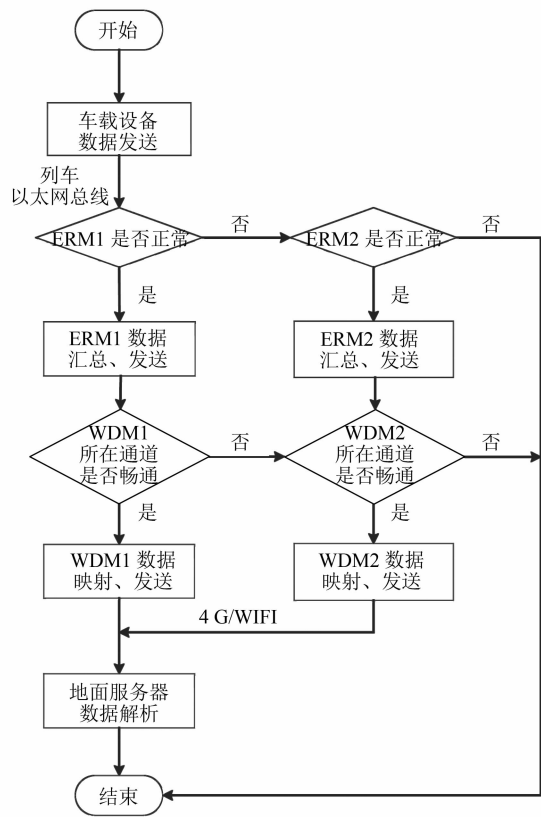 开始
车载设备
数据发送
列车
以太网总线
ERM1 是否正常
否
ERM2 是否正常
否
是
是
ERM1 数据
汇总、发送
ERM2 数据
汇总、发送
WDM1
所在通道
是否畅通
否
WDM2
所在通道
是否畅通
否
是
是
WDM1 数据
映射、发送
WDM2 数据
映射、发送
4 G/WIFI
地面服务器
数据解析
结束